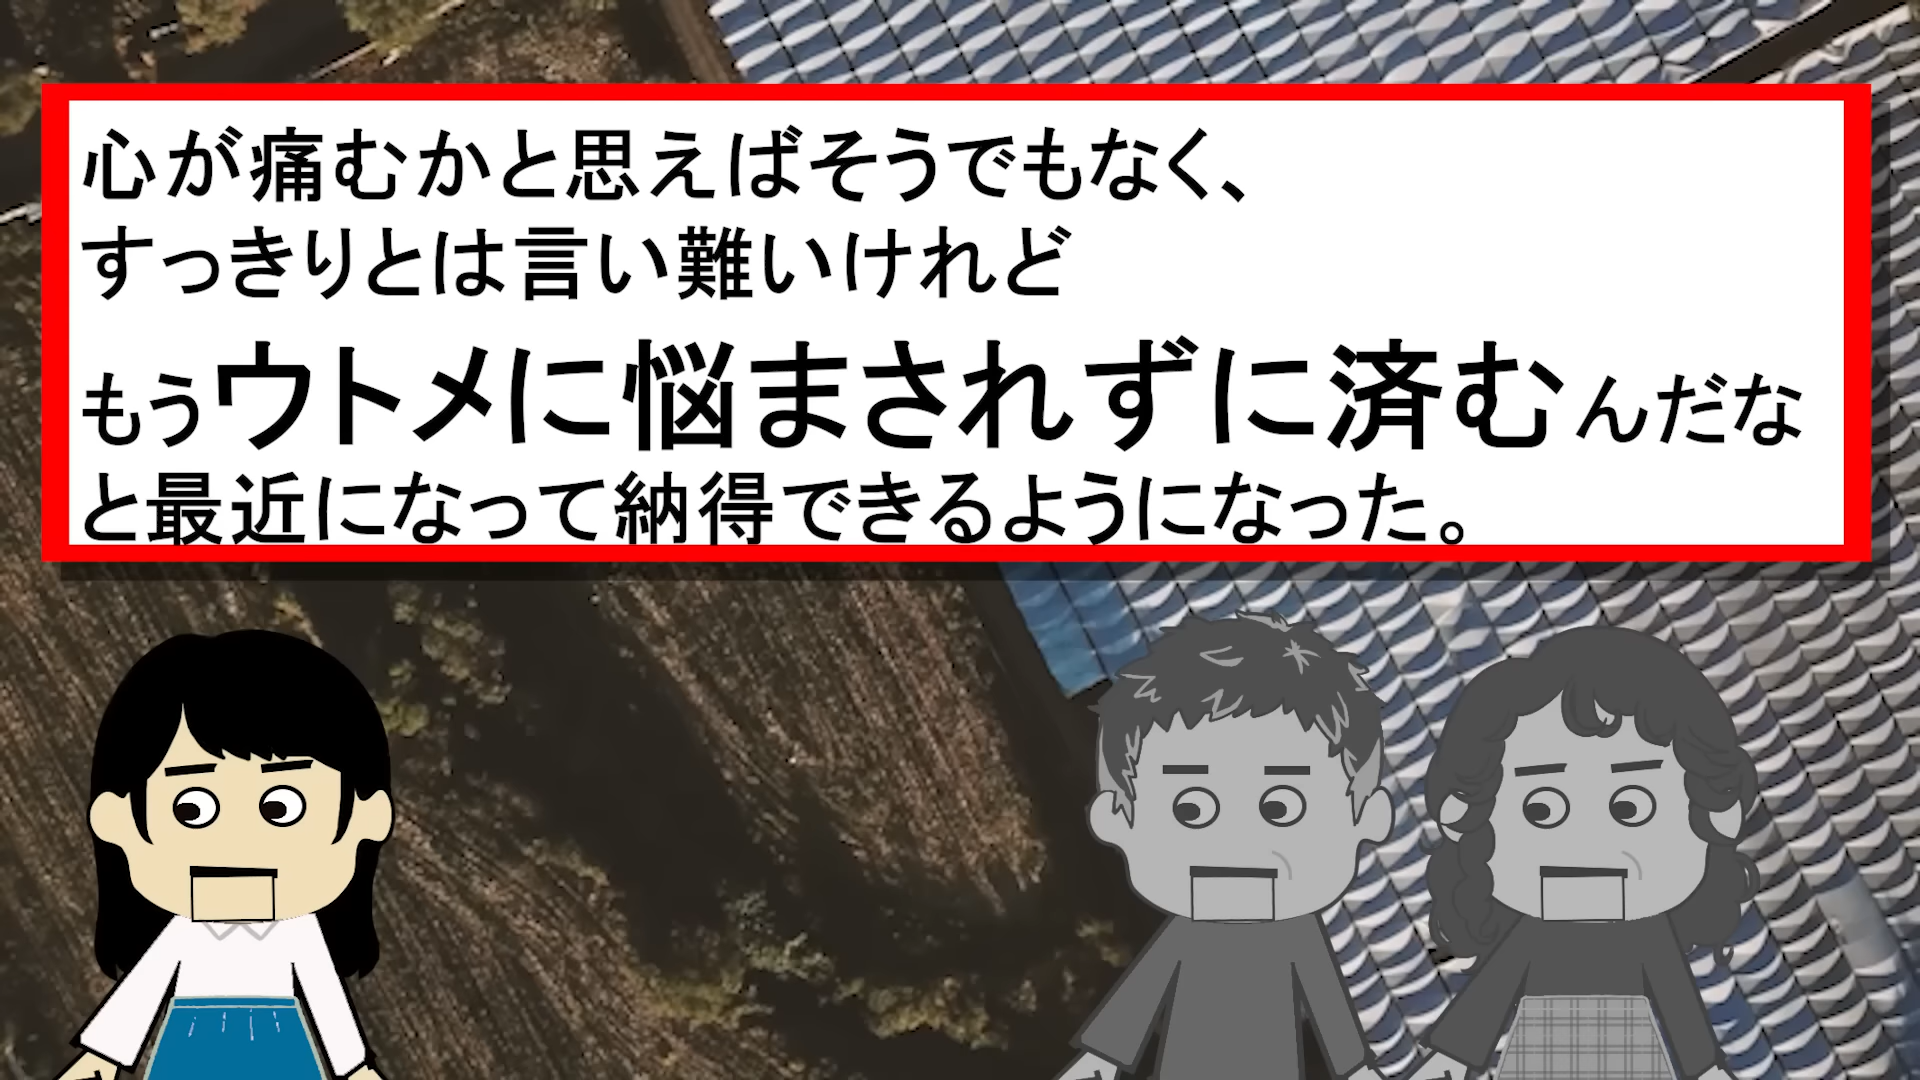 心が痛むかと思えばそうでもなく、
すっきりとは言い難いけれど
もうウトメに悩まされずに済むんだな
と最近になって納得できるようになった。